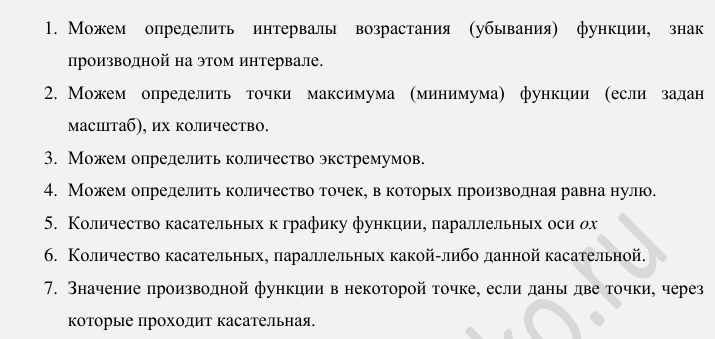 1. Можем определить интервалы возрастания (убывания) функции, знак
производной на этом интервале.
2. Можем определить точки максимума (минимума) функции (если задан
масштаб), их количество.
3. Можем определить количество экстремумов.
4. Можем определить количество точек, в которых производная равна нулю.
5. Количество касательных к графику функции, параллельных оси ох
6. Количество касательных, параллельных какой-либо данной касательной.
7. Значение производной функции в некоторой точке, если даны две точки, через
которые проходит касательная.
ko.ru